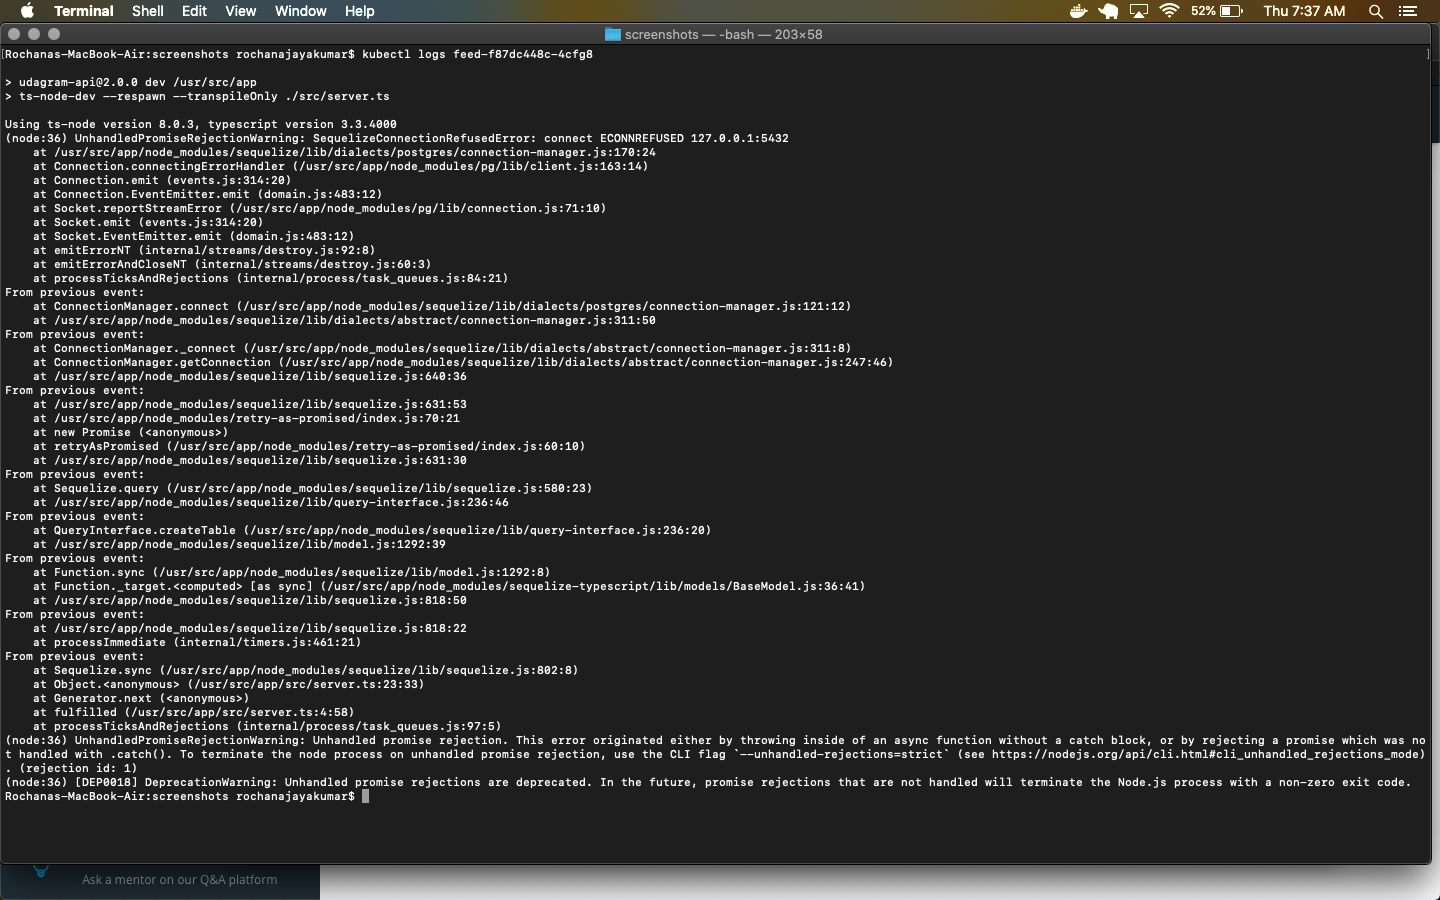 Terminal Shell Edit View Window Help 52% Thu 7:37 AM
screenshots — -bash — 203×58
[Rochanas-MacBook-Air:screenshots rochanajayakumar$ kubectl logs feed-f87dc448c-4cfg8 ]
> udagram-api@2.0.0 dev /usr/src/app
> ts-node-dev --respawn --transpileOnly ./src/server.ts
Using ts-node version 8.0.3, typescript version 3.3.4000
(node:36) UnhandledPromiseRejectionWarning: SequelizeConnectionRefusedError: connect ECONNREFUSED 127.0.0.1:5432
    at /usr/src/app/node_modules/sequelize/lib/dialects/postgres/connection-manager.js:170:24
    at Connection.connectingErrorHandler (/usr/src/app/node_modules/pg/lib/client.js:163:14)
    at Connection.emit (events.js:314:20)
    at Connection.EventEmitter.emit (domain.js:483:12)
    at Socket.reportStreamError (/usr/src/app/node_modules/pg/lib/connection.js:71:10)
    at Socket.emit (events.js:314:20)
    at Socket.EventEmitter.emit (domain.js:483:12)
    at emitErrorNT (internal/streams/destroy.js:92:8)
    at emitErrorAndCloseNT (internal/streams/destroy.js:60:3)
    at processTicksAndRejections (internal/process/task_queues.js:84:21)
From previous event:
    at ConnectionManager.connect (/usr/src/app/node_modules/sequelize/lib/dialects/postgres/connection-manager.js:121:12)
    at /usr/src/app/node_modules/sequelize/lib/dialects/abstract/connection-manager.js:311:50
From previous event:
    at ConnectionManager._connect (/usr/src/app/node_modules/sequelize/lib/dialects/abstract/connection-manager.js:311:8)
    at ConnectionManager.getConnection (/usr/src/app/node_modules/sequelize/lib/dialects/abstract/connection-manager.js:247:46)
    at /usr/src/app/node_modules/sequelize/lib/sequelize.js:640:36
From previous event:
    at /usr/src/app/node_modules/sequelize/lib/sequelize.js:631:53
    at /usr/src/app/node_modules/retry-as-promised/index.js:70:21
    at new Promise (<anonymous>)
    at retryAsPromised (/usr/src/app/node_modules/retry-as-promised/index.js:60:10)
    at /usr/src/app/node_modules/sequelize/lib/sequelize.js:631:30
From previous event:
    at Sequelize.query (/usr/src/app/node_modules/sequelize/lib/sequelize.js:580:23)
    at /usr/src/app/node_modules/sequelize/lib/query-interface.js:236:46
From previous event:
    at QueryInterface.createTable (/usr/src/app/node_modules/sequelize/lib/query-interface.js:236:20)
    at /usr/src/app/node_modules/sequelize/lib/model.js:1292:39
From previous event:
    at Function.sync (/usr/src/app/node_modules/sequelize/lib/model.js:1292:8)
    at Function._target.<computed> [as sync] (/usr/src/app/node_modules/sequelize-typescript/lib/models/BaseModel.js:36:41)
    at /usr/src/app/node_modules/sequelize/lib/sequelize.js:818:50
From previous event:
    at /usr/src/app/node_modules/sequelize/lib/sequelize.js:818:22
    at processImmediate (internal/timers.js:461:21)
From previous event:
    at Sequelize.sync (/usr/src/app/node_modules/sequelize/lib/sequelize.js:802:8)
    at Object.<anonymous> (/usr/src/app/src/server.ts:23:33)
    at Generator.next (<anonymous>)
    at fulfilled (/usr/src/app/src/server.ts:4:58)
    at processTicksAndRejections (internal/process/task_queues.js:97:5)
(node:36) UnhandledPromiseRejectionWarning: Unhandled promise rejection. This error originated either by throwing inside of an async function without a catch block, or by rejecting a promise which was no
t handled with .catch(). To terminate the node process on unhandled promise rejection, use the CLI flag `--unhandled-rejections=strict` (see https://nodejs.org/api/cli.html#cli_unhandled_rejections_mode)
. (rejection id: 1)
(node:36) [DEP0018] DeprecationWarning: Unhandled promise rejections are deprecated. In the future, promise rejections that are not handled will terminate the Node.js process with a non-zero exit code.
Rochanas-MacBook-Air:screenshots rochanajayakumar$
Ask a mentor on our Q&A platform